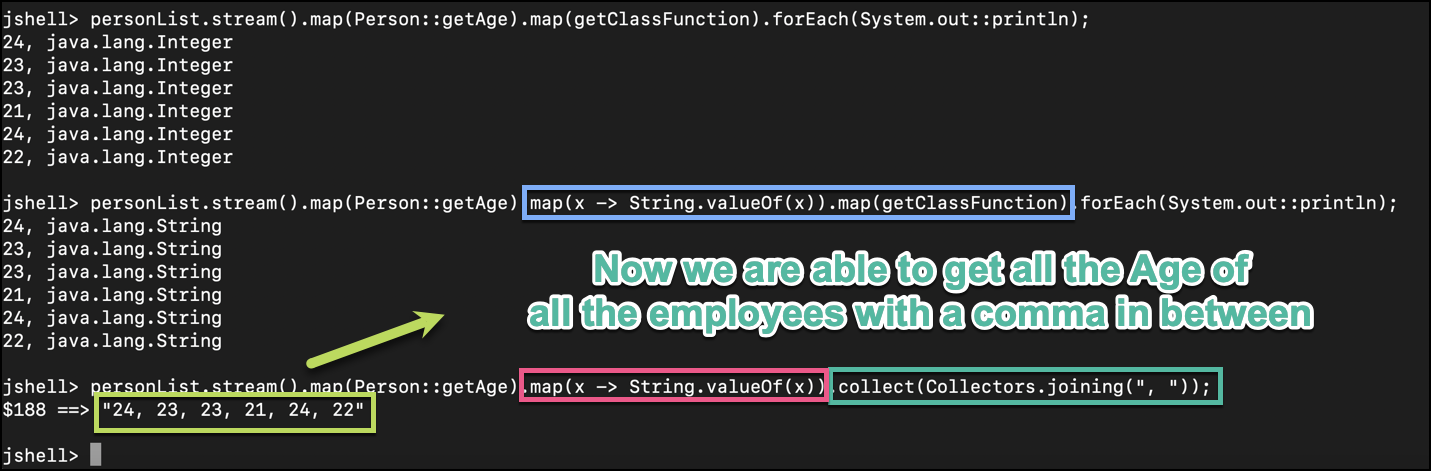 jshell> personList.stream().map(Person::getAge).map(getClassFunction).forEach(System.out::println);
24, java.lang.Integer
23, java.lang.Integer
23, java.lang.Integer
21, java.lang.Integer
24, java.lang.Integer
22, java.lang.Integer
jshell> personList.stream().map(Person::getAge).map(x -> String.valueOf(x)).map(getClassFunction).forEach(System.out::println);
24, java.lang.String
23, java.lang.String
23, java.lang.String
21, java.lang.String
24, java.lang.String
22, java.lang.String
Now we are able to get all the Age of
all the employees with a comma in between
jshell> personList.stream().map(Person::getAge).map(x -> String.valueOf(x)).collect(Collectors.joining(", "));
$188 ==> "24, 23, 23, 21, 24, 22"
jshell>